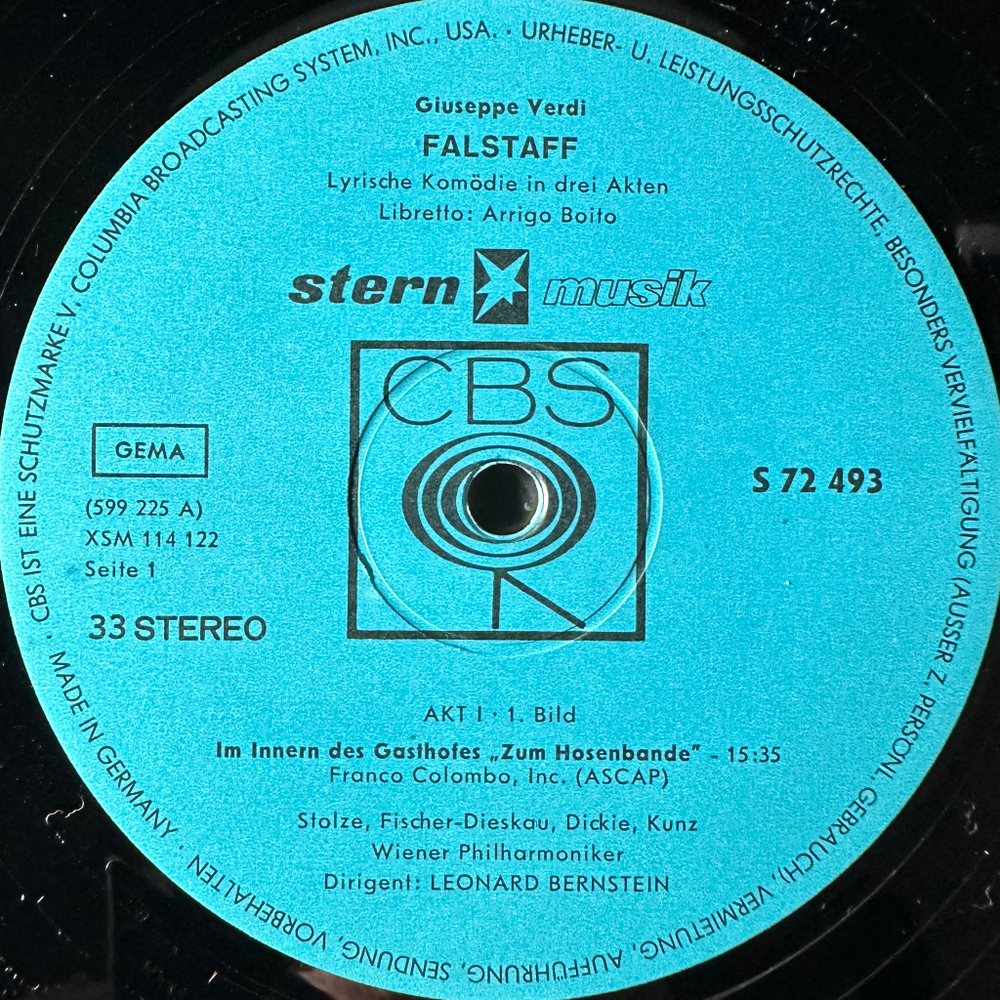 Giuseppe Verdi
FALSTAFF
Lyrische Komödie in drei Akten
Libretto: Arrigo Boito
stern musik
CBS
GEMA
(599 225 A)
XSM 114 122
Seite 1
33 STEREO
S 72 493
AKT I · 1. Bild
Im Innern des Gasthofes „Zum Hosenbande” - 15:35
Franco Colombo, Inc. (ASCAP)
Stolze, Fischer-Dieskau, Dickie, Kunz
Wiener Philharmoniker
Dirigent: LEONARD BERNSTEIN
· CBS IST EINE SCHUTZMARKE V. COLUMBIA BROADCASTING SYSTEM, INC., USA. · URHEBER- U. LEISTUNGSSCHUTZRECHTE, BESONDERS VERVIELFÄLTIGUNG (AUSSER Z. PERSÖNL. GEBRAUCH), VERMIETUNG, AUFFÜHRUNG, SENDUNG, VORBEHALTEN · MADE IN GERMANY